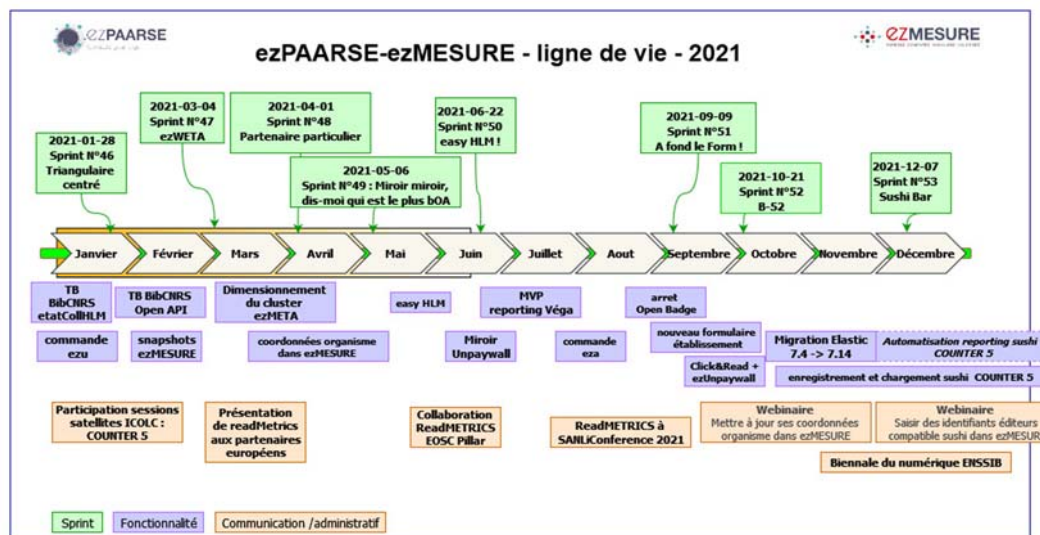 ezPAARSE
ezMESURE
ezPAARSE-ezMESURE - ligne de vie - 2021
2021-01-28
Sprint N°46
Triangulaire
centré
2021-03-04
Sprint N°47
ezWETA
2021-04-01
Sprint N°48
Partenaire particulier
2021-05-06
Sprint N°49 : Miroir miroir,
dis-moi qui est le plus bOA
2021-06-22
Sprint N°50
easy HLM !
2021-09-09
Sprint N°51
A fond le Form !
2021-10-21
Sprint N°52
B-52
2021-12-07
Sprint N°53
Sushi Bar
Janvier
Février
Mars
Avril
Mai
Juin
Juillet
Aout
Septembre
Octobre
Novembre
Décembre
TB
BibCNRS
etatCollHLM
TB BibCNRS
Open API
Dimensionnement
du cluster
ezMETA
easy HLM
MVP
reporting Véga
arret
Open Badge
commande
ezu
snapshots
ezMESURE
coordonnées organisme
dans ezMESURE
Miroir
Unpaywall
commande
eza
nouveau formulaire
établissement
Click&Read +
ezUnpaywall
Migration Elastic
7.4 -> 7.14
Automatisation reporting sushi
COUNTER 5
enregistrement et chargement sushi COUNTER 5
Participation sessions
satellites ICOLC :
COUNTER 5
Présentation
de readMetrics
aux partenaires
européens
Collaboration
ReadMETRICS
EOSC Pillar
ReadMETRICS à
SANLiConference 2021
Webinaire
Mettre à jour ses coordonnées
organisme dans ezMESURE
Webinaire
Saisir des identifiants éditeurs
compatible sushi dans ezMESUR
Biennale du numérique ENSSIB
Sprint
Fonctionnalité
Communication /administratif